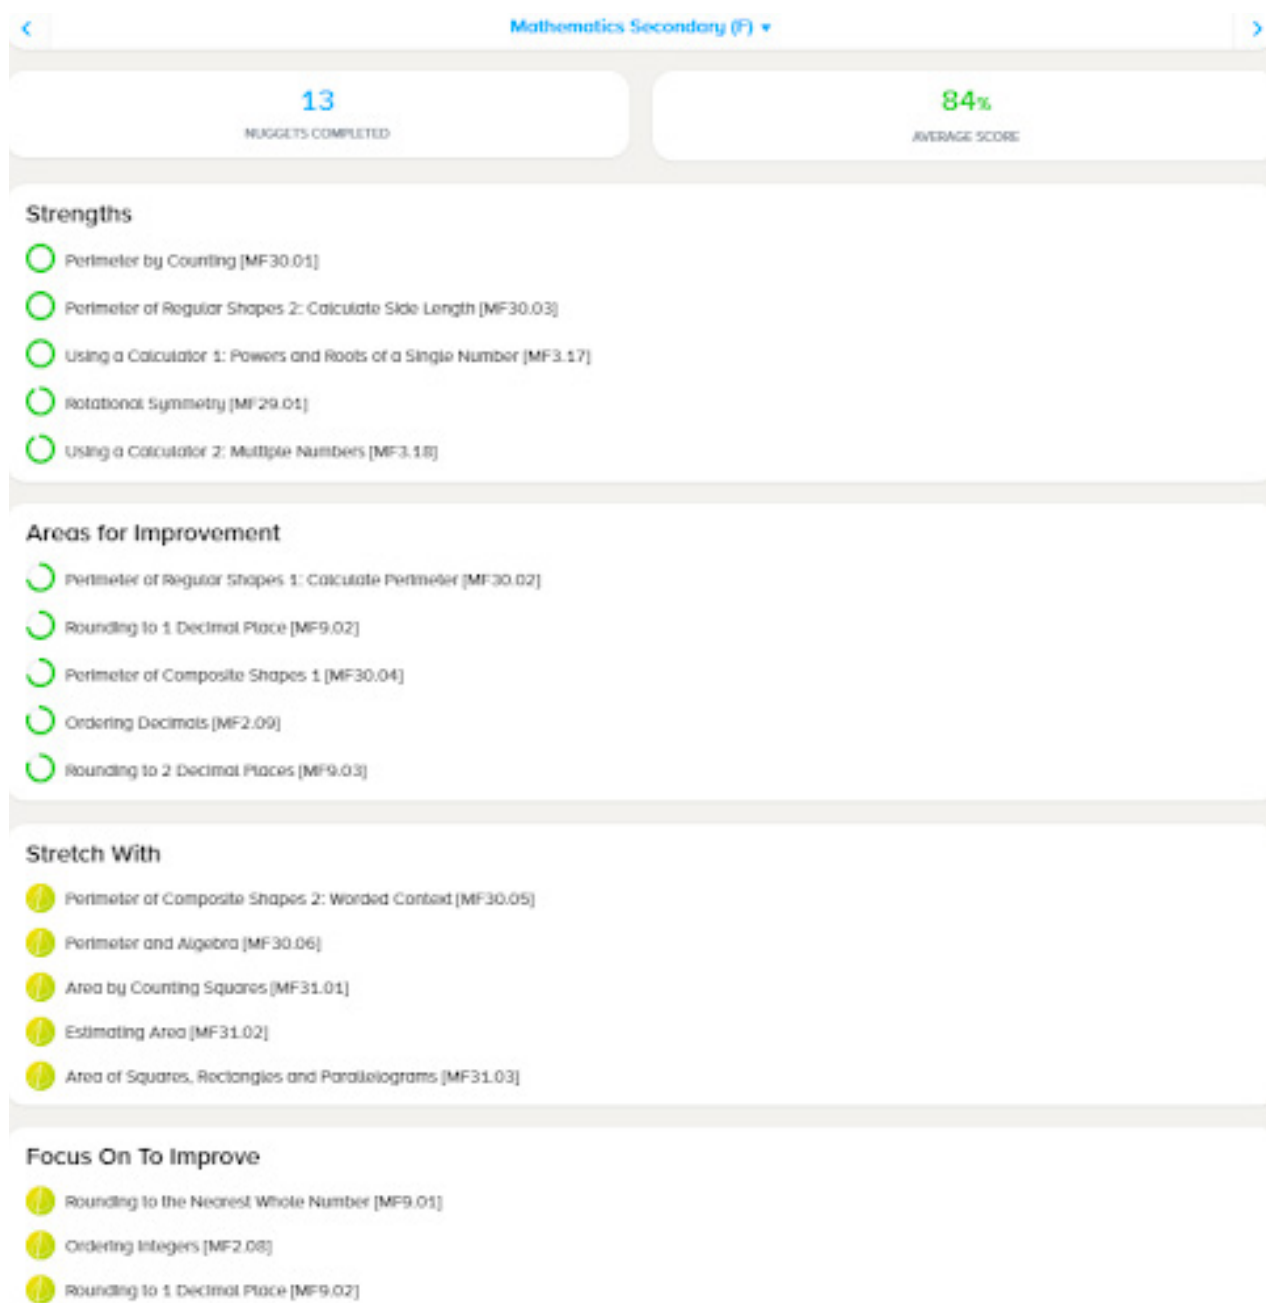 Mathematics Secondary (F)
13
NUGGETS COMPLETED
84%
AVERAGE SCORE
Strengths
Perimeter by Counting [MF30.01]
Perimeter of Regular Shapes 2: Calculate Side Length [MF30.03]
Using a Calculator 1: Powers and Roots of a Single Number [MF3.17]
Rotational Symmetry [MF29.01]
Using a Calculator 2: Multiple Numbers [MF3.18]
Areas for Improvement
Perimeter of Regular Shapes 1: Calculate Perimeter [MF30.02]
Rounding to 1 Decimal Place [MF9.02]
Perimeter of Composite Shapes 1 [MF30.04]
Ordering Decimals [MF2.09]
Rounding to 2 Decimal Places [MF9.03]
Stretch With
Perimeter of Composite Shapes 2: Worded Context [MF30.05]
Perimeter and Algebra [MF30.06]
Area by Counting Squares [MF31.01]
Estimating Area [MF31.02]
Area of Squares, Rectangles and Parallelograms [MF31.03]
Focus On To Improve
Rounding to the Nearest Whole Number [MF9.01]
Ordering Integers [MF2.08]
Rounding to 1 Decimal Place [MF9.02]